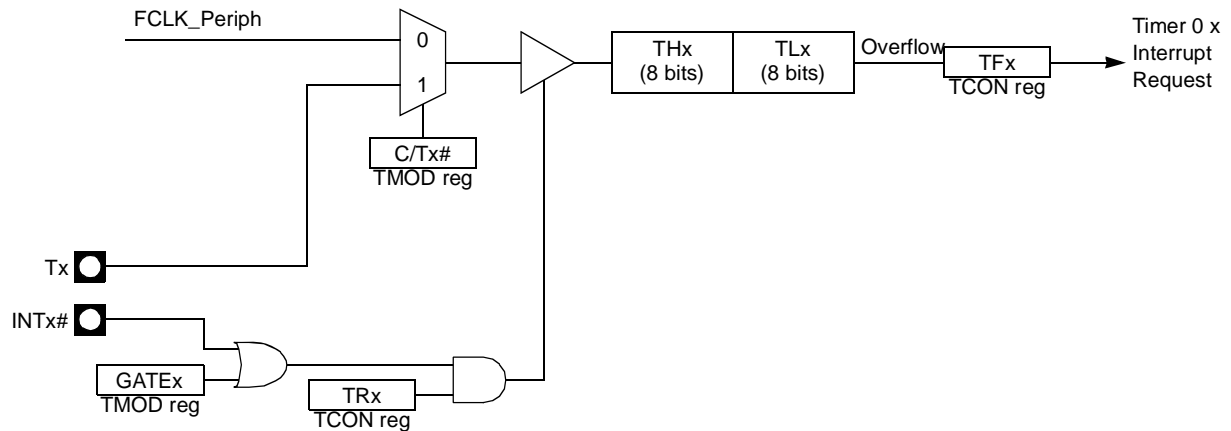 FCLK_Periph
0
1
C/Tx#
TMOD reg
THx
(8 bits)
TLx
(8 bits)
Overflow
TFx
TCON reg
Timer 0 x
Interrupt
Request
Tx
INTx#
GATEx
TMOD reg
TRx
TCON reg